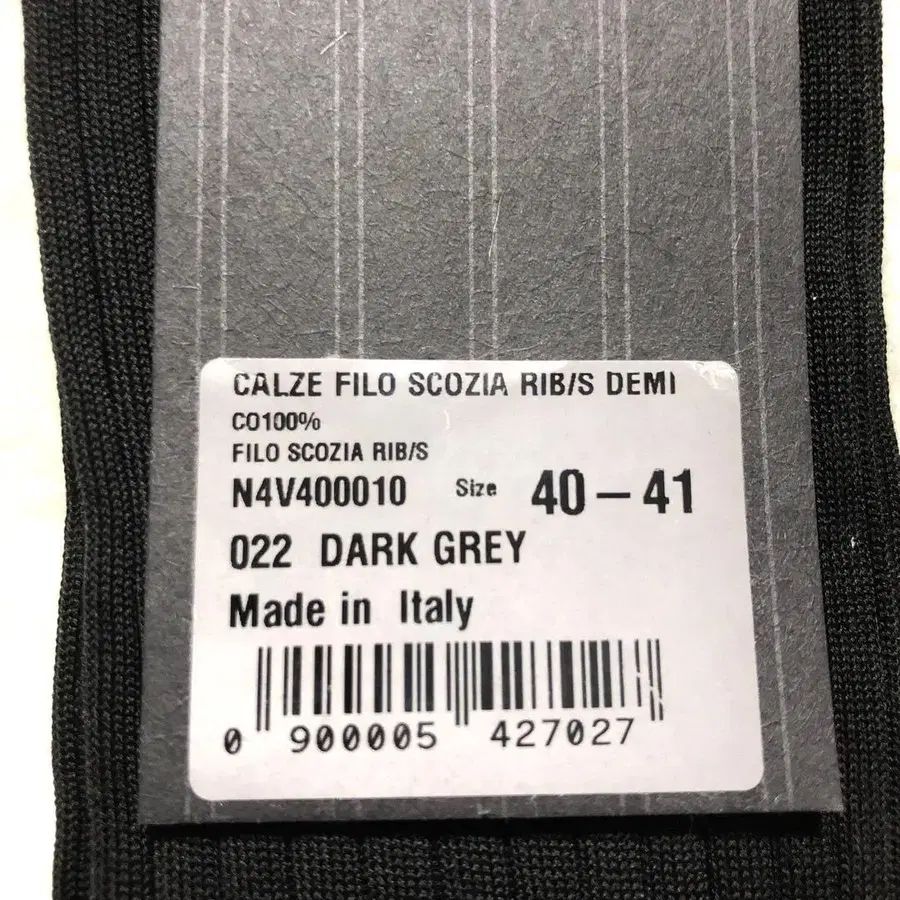 CALZE FILO SCOZIA RIB/S DEMI
CO100%
FILO SCOZIA RIB/S
N4V400010 Size 40-41
022 DARK GREY
Made in Italy
0 900005 427027